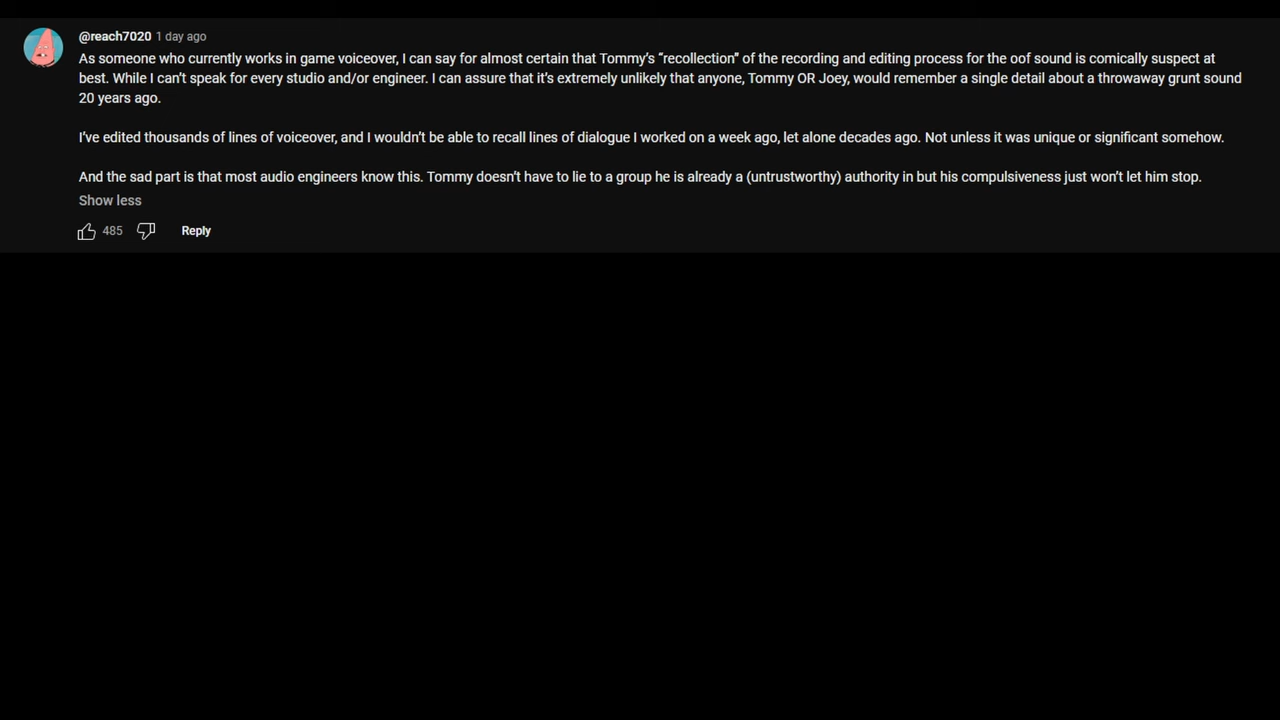 @reach7020 1 day ago
As someone who currently works in game voiceover, I can say for almost certain that Tommy's “recollection” of the recording and editing process for the oof sound is comically suspect at
best. While I can't speak for every studio and/or engineer. I can assure that it's extremely unlikely that anyone, Tommy OR Joey, would remember a single detail about a throwaway grunt sound
20 years ago.
I've edited thousands of lines of voiceover, and I wouldn't be able to recall lines of dialogue I worked on a week ago, let alone decades ago. Not unless it was unique or significant somehow.
And the sad part is that most audio engineers know this. Tommy doesn't have to lie to a group he is already a (untrustworthy) authority in but his compulsiveness just won't let him stop.
Show less
485 Reply